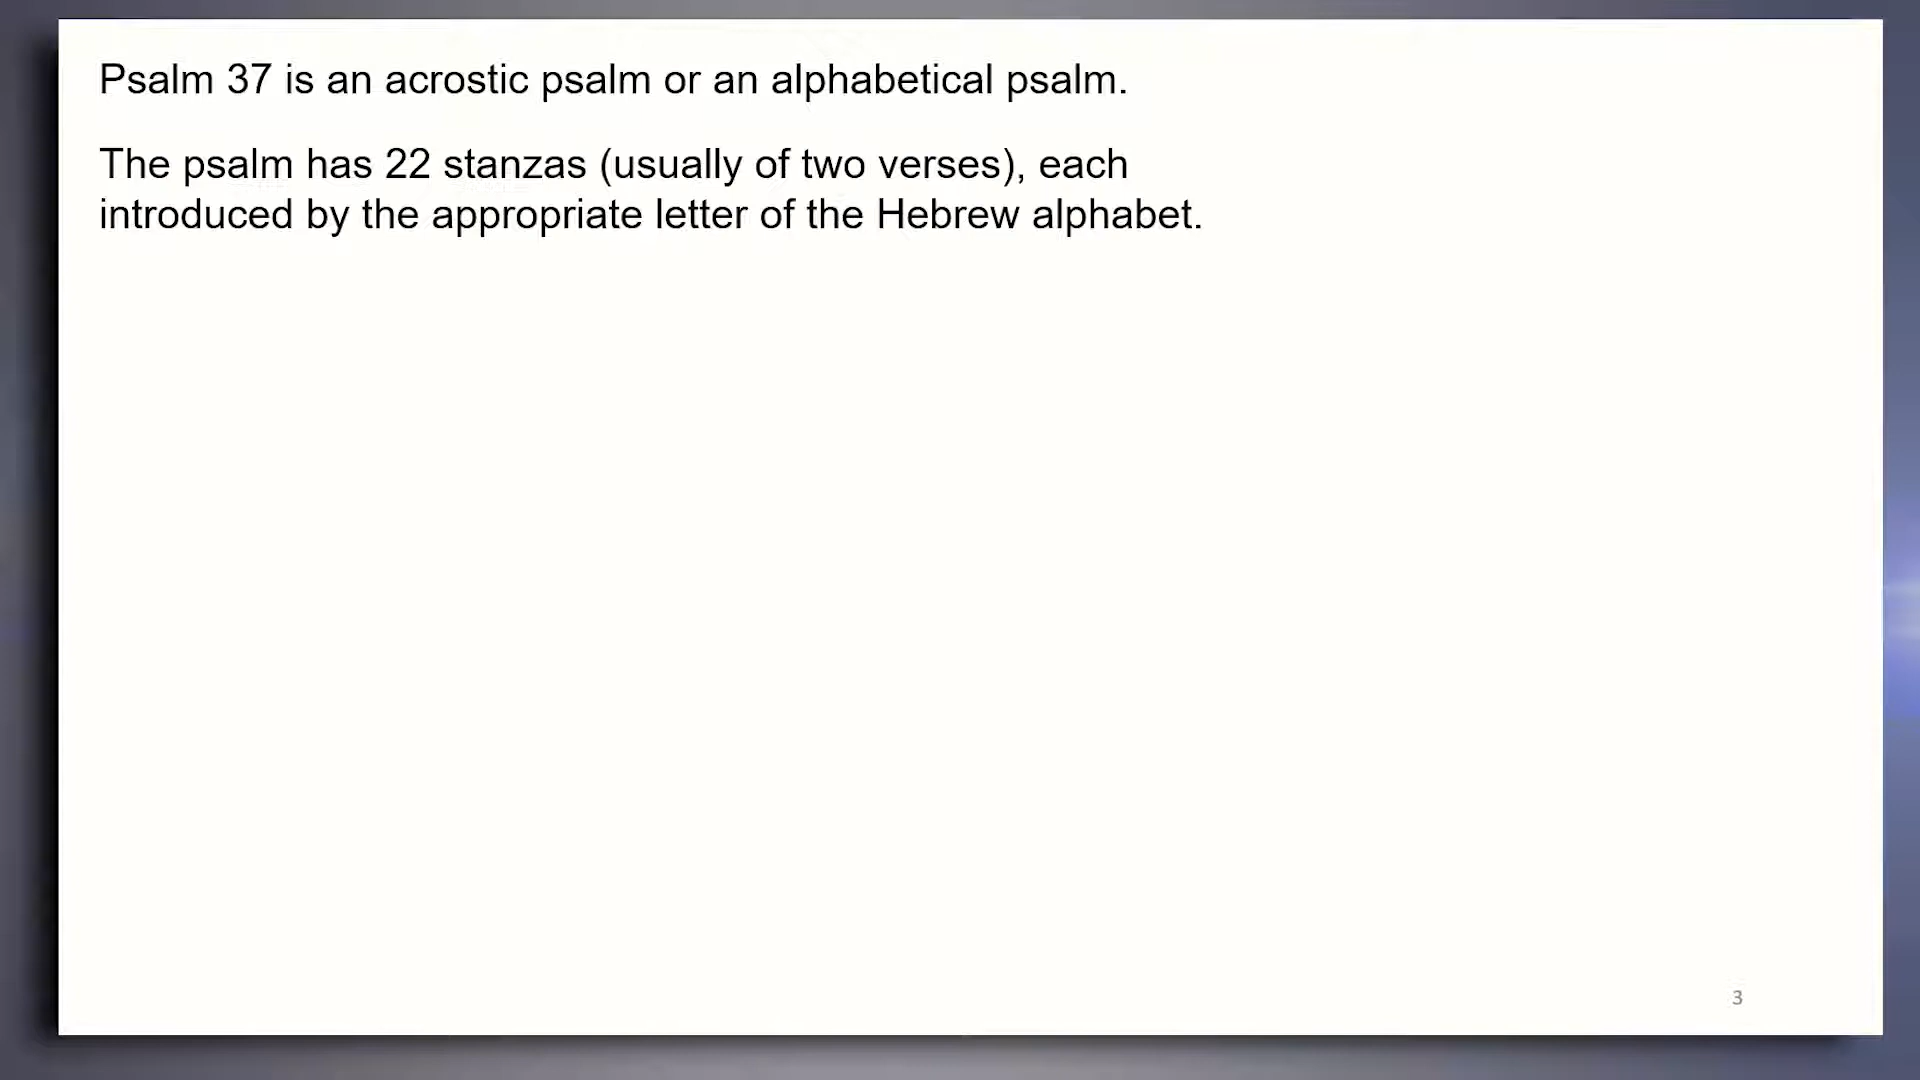 Psalm 37 is an acrostic psalm or an alphabetical psalm.
The psalm has 22 stanzas (usually of two verses), each
introduced by the appropriate letter of the Hebrew alphabet.
3